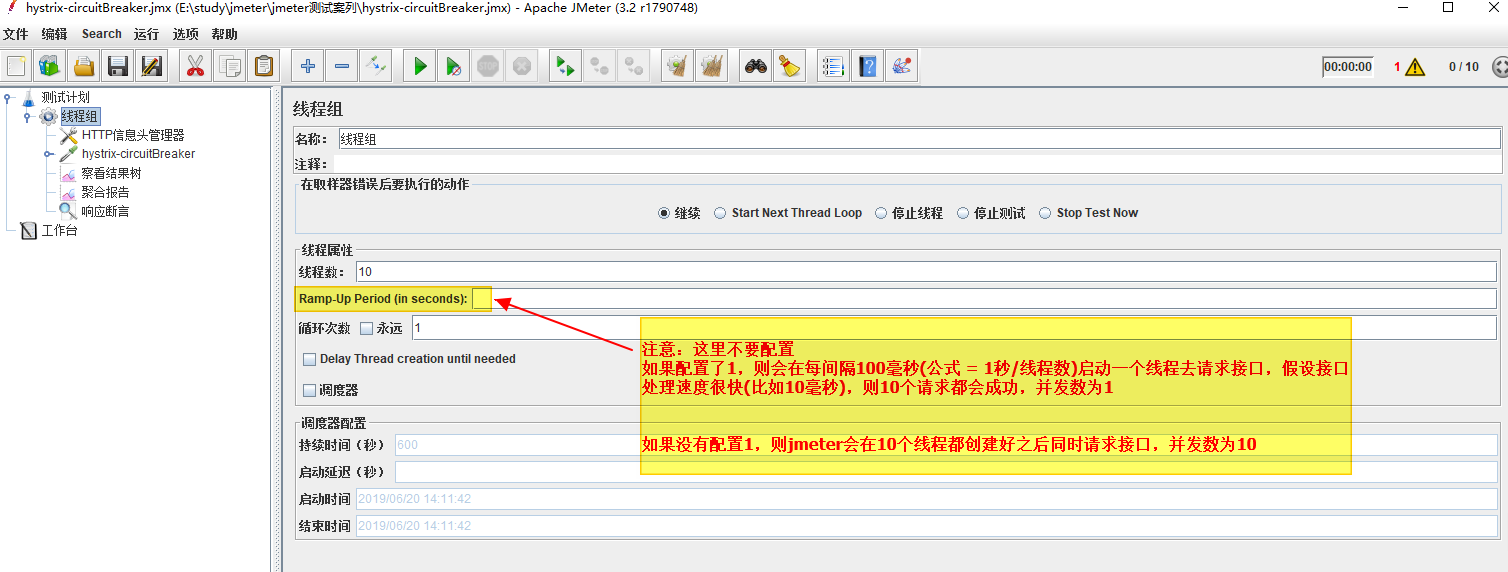 hystrix-circuitBreaker.jmx (E:\study\jmeter\jmeter测试案列\hystrix-circuitBreaker.jmx) - Apache JMeter (3.2 r1790748)
文件 编辑 Search 运行 选项 帮助
00:00:00 1 0 / 10
测试计划
线程组
HTTP信息头管理器
hystrix-circuitBreaker
察看结果树
聚合报告
响应断言
工作台
线程组
名称： 线程组
注释：
在取样器错误后要执行的动作
继续 Start Next Thread Loop 停止线程 停止测试 Stop Test Now
线程属性
线程数： 10
Ramp-Up Period (in seconds):
循环次数 永远 1
Delay Thread creation until needed
调度器
注意：这里不要配置
如果配置了1，则会在每间隔100毫秒(公式 = 1秒/线程数)启动一个线程去请求接口，假设接口
处理速度很快(比如10毫秒)，则10个请求都会成功，并发数为1
如果没有配置1，则jmeter会在10个线程都创建好之后同时请求接口，并发数为10
调度器配置
持续时间（秒） 600
启动延迟（秒）
启动时间 2019/06/20 14:11:42
结束时间 2019/06/20 14:11:42